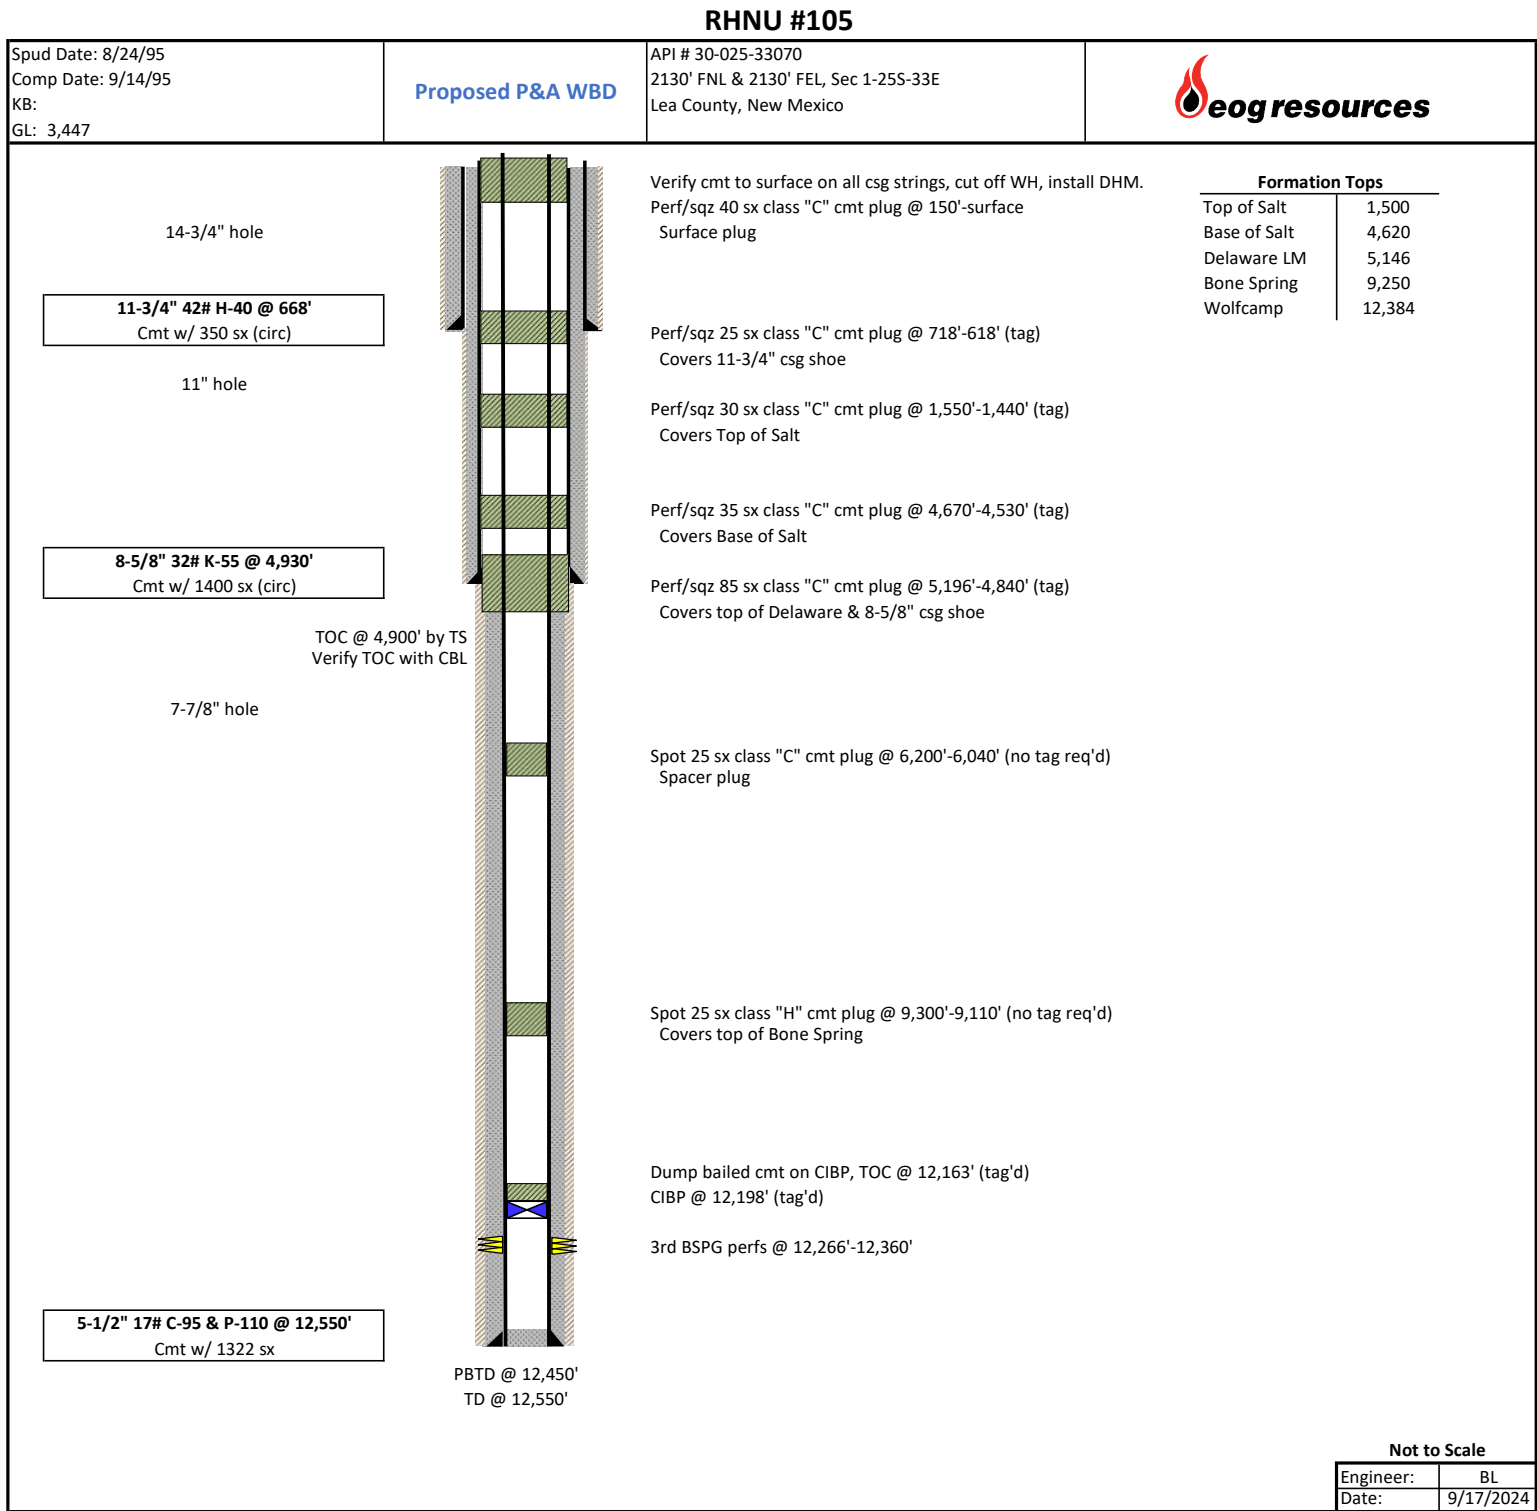 RHNU #105
Spud Date: 8/24/95
Comp Date: 9/14/95
KB:
GL: 3,447
Proposed P&A WBD
API # 30-025-33070
2130' FNL & 2130' FEL, Sec 1-25S-33E
Lea County, New Mexico
eog resources
Verify cmt to surface on all csg strings, cut off WH, install DHM.
Perf/sqz 40 sx class "C" cmt plug @ 150'-surface
Surface plug
Formation Tops
Top of Salt 1,500
Base of Salt 4,620
Delaware LM 5,146
Bone Spring 9,250
Wolfcamp 12,384
14-3/4" hole
11-3/4" 42# H-40 @ 668'
Cmt w/ 350 sx (circ)
Perf/sqz 25 sx class "C" cmt plug @ 718'-618' (tag)
Covers 11-3/4" csg shoe
11" hole
Perf/sqz 30 sx class "C" cmt plug @ 1,550'-1,440' (tag)
Covers Top of Salt
Perf/sqz 35 sx class "C" cmt plug @ 4,670'-4,530' (tag)
Covers Base of Salt
8-5/8" 32# K-55 @ 4,930'
Cmt w/ 1400 sx (circ)
Perf/sqz 85 sx class "C" cmt plug @ 5,196'-4,840' (tag)
Covers top of Delaware & 8-5/8" csg shoe
TOC @ 4,900' by TS
Verify TOC with CBL
7-7/8" hole
Spot 25 sx class "C" cmt plug @ 6,200'-6,040' (no tag req'd)
Spacer plug
Spot 25 sx class "H" cmt plug @ 9,300'-9,110' (no tag req'd)
Covers top of Bone Spring
Dump bailed cmt on CIBP, TOC @ 12,163' (tag'd)
CIBP @ 12,198' (tag'd)
3rd BSPG perfs @ 12,266'-12,360'
5-1/2" 17# C-95 & P-110 @ 12,550'
Cmt w/ 1322 sx
PBTD @ 12,450'
TD @ 12,550'
Not to Scale
Engineer: BL
Date: 9/17/2024